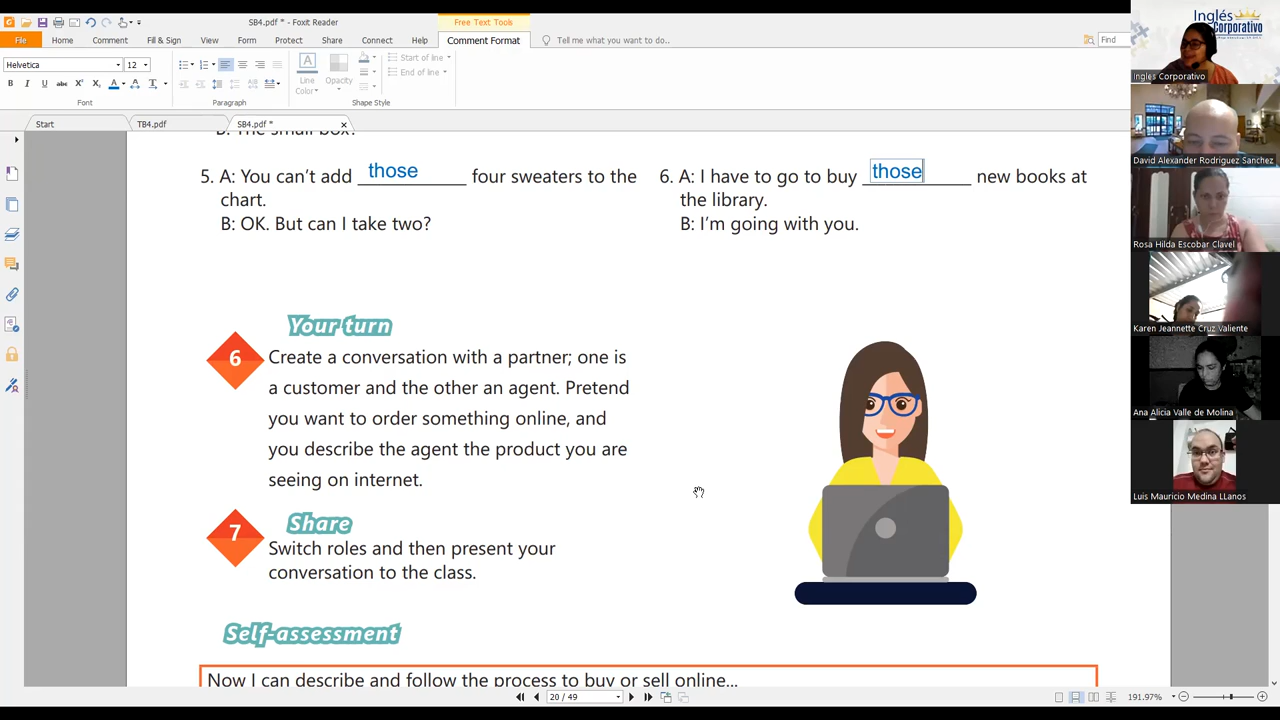 SB4.pdf * - Foxit Reader
Free Text Tools
File
Home
Comment
Fill & Sign
View
Form
Protect
Share
Connect
Help
Comment Format
Tell me what you want to do..
Find
Helvetica
12
Start of line
End of line
Line Color
Opacity
Font
Paragraph
Shape Style
Start
TB4.pdf
SB4.pdf *
B: The small box?
5. A: You can't add those four sweaters to the
chart.
B: OK. But can I take two?
6. A: I have to go to buy those new books at
the library.
B: I'm going with you.
Your turn
6
Create a conversation with a partner; one is
a customer and the other an agent. Pretend
you want to order something online, and
you describe the agent the product you are
seeing on internet.
7
Share
Switch roles and then present your
conversation to the class.
Self-assessment
Now I can describe and follow the process to buy or sell online...
20 / 49
191.97%
Inglés
Corporativo
Ingles Corporativo
David Alexander Rodriguez Sanchez
Rosa Hilda Escobar Clavel
Karen Jeannette Cruz Valiente
Ana Alicia Valle de Molina
Luis Mauricio Medina LLanos